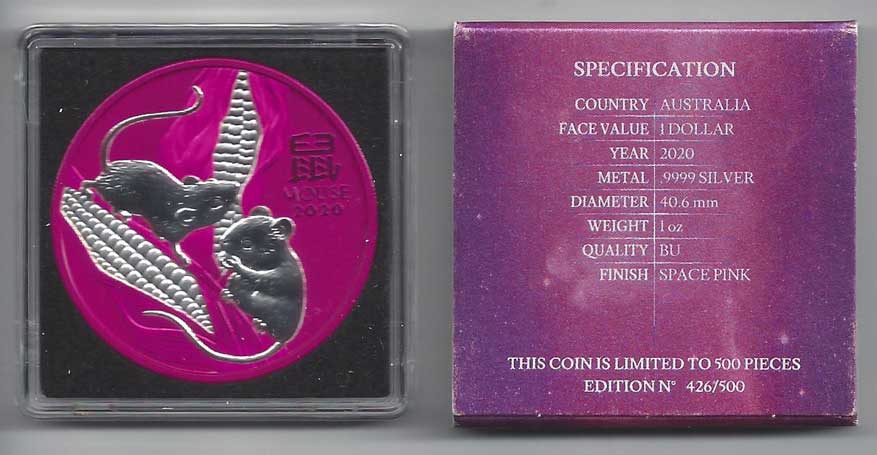 鼠
MOUSE
2020
SPECIFICATION
COUNTRY AUSTRALIA
FACE VALUE 1 DOLLAR
YEAR 2020
METAL .9999 SILVER
DIAMETER 40.6 mm
WEIGHT 1 oz
QUALITY BU
FINISH SPACE PINK
THIS COIN IS LIMITED TO 500 PIECES
EDITION N° 426/500